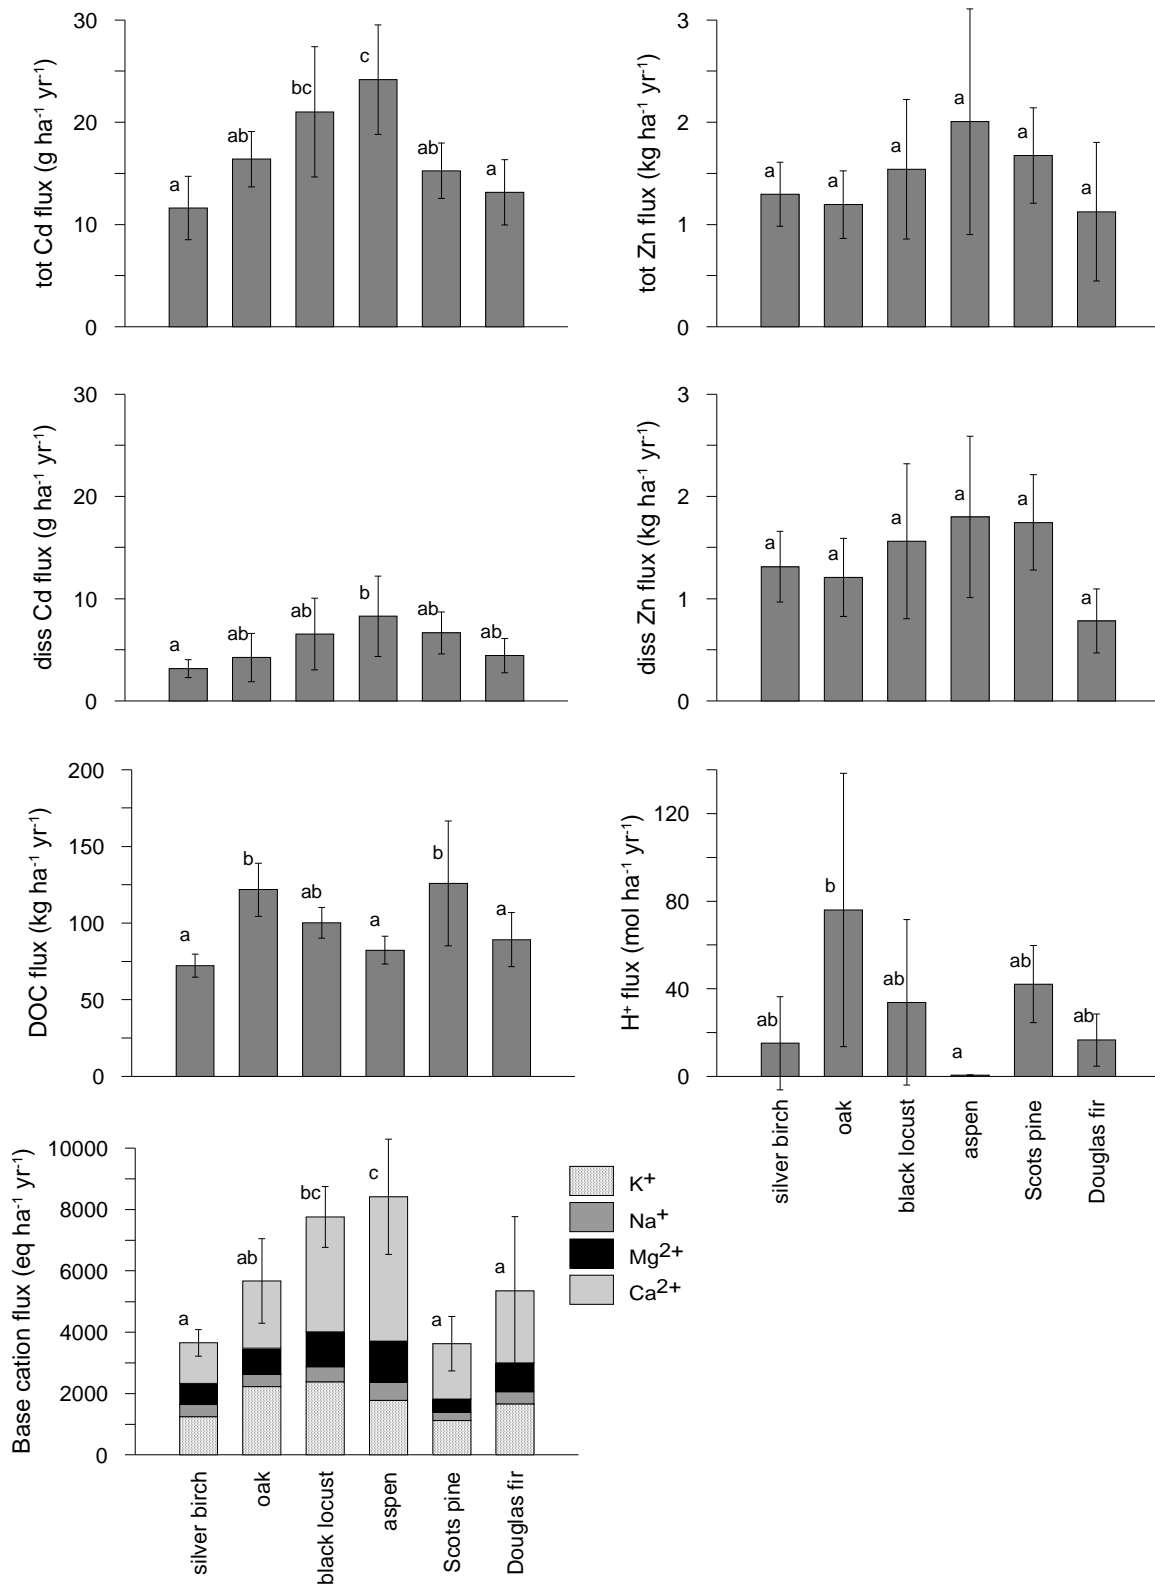 tot Cd flux (g ha⁻¹ yr⁻¹)
30
20
10
0
a
ab
bc
c
ab
a
tot Zn flux (kg ha⁻¹ yr⁻¹)
3
2
1
0
a
a
a
a
a
a
diss Cd flux (g ha⁻¹ yr⁻¹)
30
20
10
0
a
ab
ab
b
ab
ab
diss Zn flux (kg ha⁻¹ yr⁻¹)
3
2
1
0
a
a
a
a
a
a
DOC flux (kg ha⁻¹ yr⁻¹)
200
150
100
50
0
a
b
ab
a
b
a
H⁺ flux (mol ha⁻¹ yr⁻¹)
120
80
40
0
ab
b
ab
a
ab
ab
silver birch
oak
black locust
aspen
Scots pine
Douglas fir
Base cation flux (eq ha⁻¹ yr⁻¹)
10000
8000
6000
4000
2000
0
a
ab
bc
c
a
a
K⁺
Na⁺
Mg²⁺
Ca²⁺
silver birch
oak
black locust
aspen
Scots pine
Douglas fir